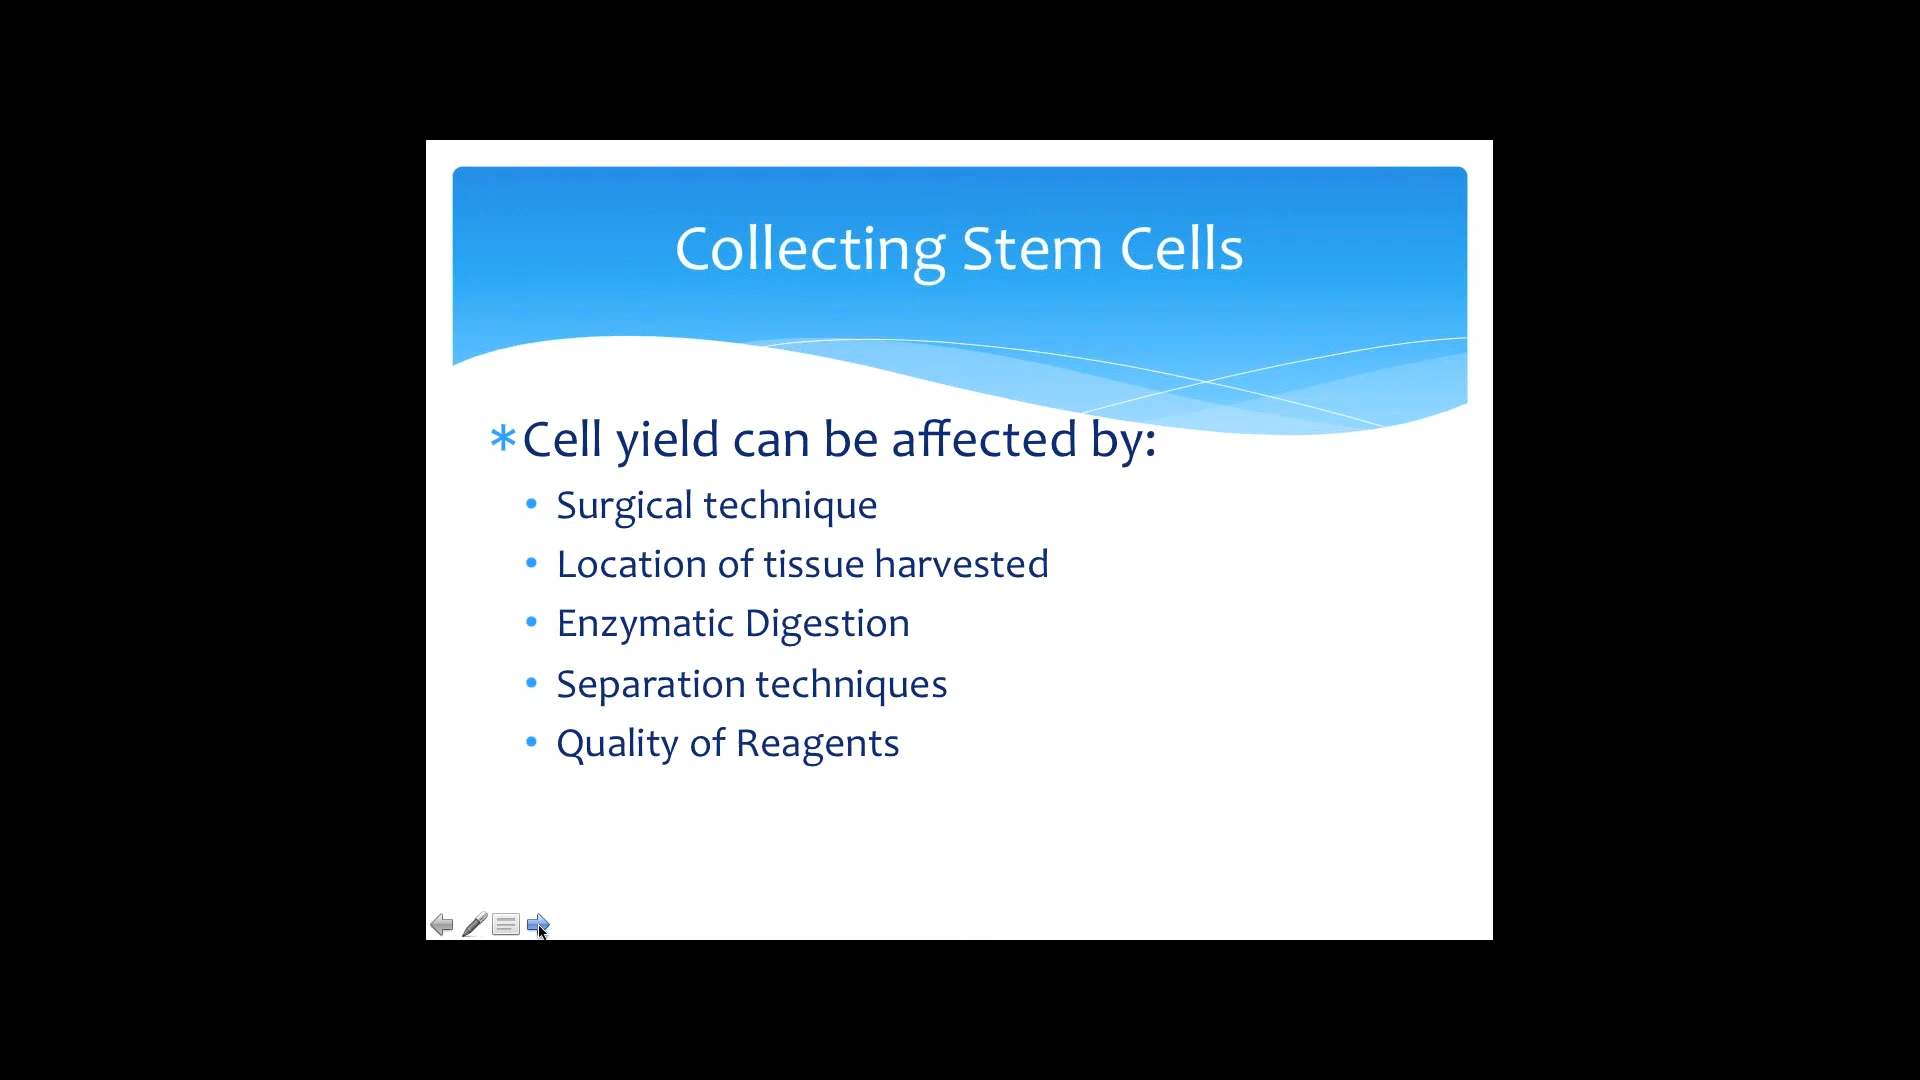 Collecting Stem Cells
*Cell yield can be affected by:
• Surgical technique
• Location of tissue harvested
• Enzymatic Digestion
• Separation techniques
• Quality of Reagents